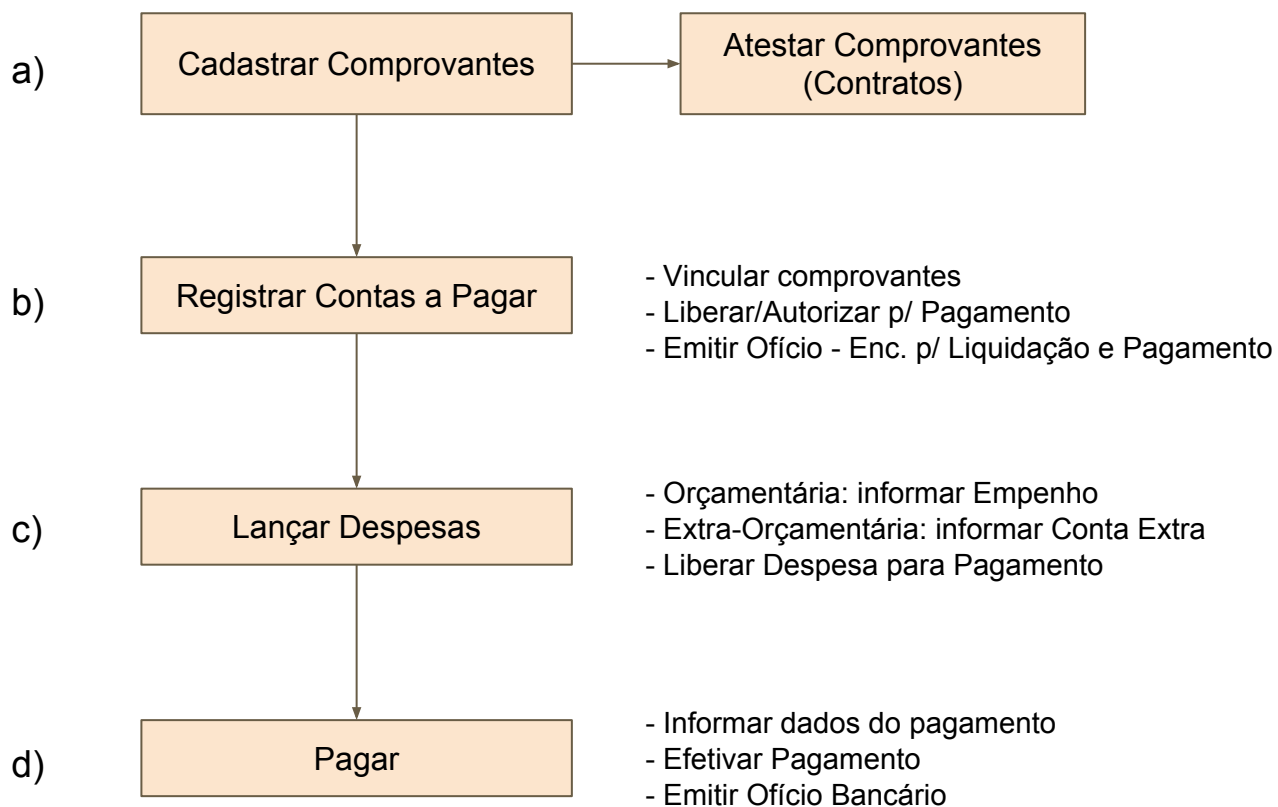 a)
Cadastrar Comprovantes
Atestar Comprovantes
(Contratos)
b)
Registrar Contas a Pagar
- Vincular comprovantes
- Liberar/Autorizar p/ Pagamento
- Emitir Ofício - Enc. p/ Liquidação e Pagamento
c)
Lançar Despesas
- Orçamentária: informar Empenho
- Extra-Orçamentária: informar Conta Extra
- Liberar Despesa para Pagamento
d)
Pagar
- Informar dados do pagamento
- Efetivar Pagamento
- Emitir Ofício Bancário